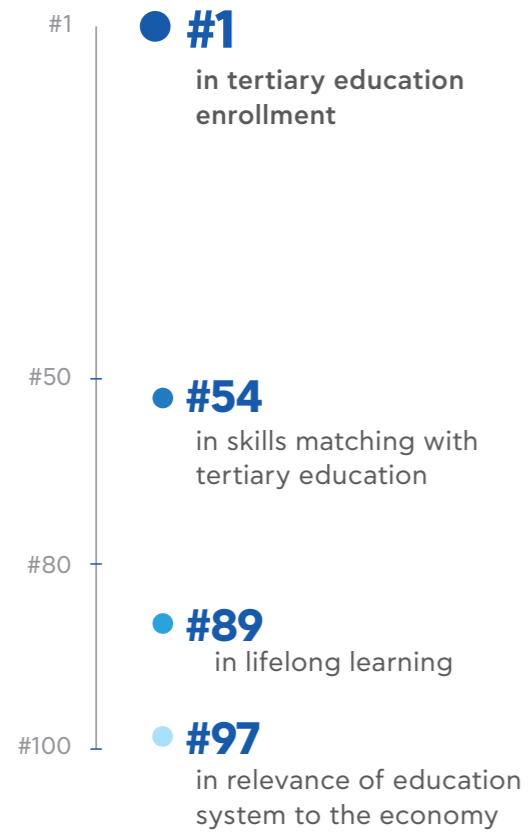 #1
#1
in tertiary education
enrollment
#50
#54
in skills matching with
tertiary education
#80
#89
in lifelong learning
#100
#97
in relevance of education
system to the economy